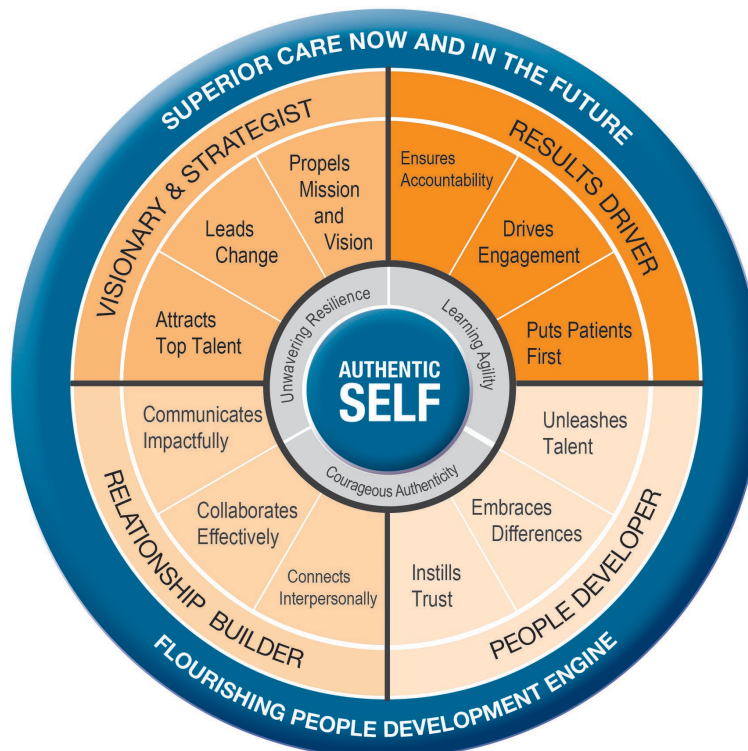 SUPERIOR CARE NOW AND IN THE FUTURE
VISIONARY & STRATEGIST
Attracts
Top Talent
Leads
Change
Propels
Mission
and
Vision
RESULTS DRIVER
Ensures
Accountability
Drives
Engagement
Puts Patients
First
Unwavering Resilience
Learning Agility
Courageous Authenticity
AUTHENTIC
SELF
RELATIONSHIP BUILDER
Communicates
Impactfully
Collaborates
Effectively
Connects
Interpersonally
PEOPLE DEVELOPER
Unleashes
Talent
Embraces
Differences
Instills
Trust
FLOURISHING PEOPLE DEVELOPMENT ENGINE